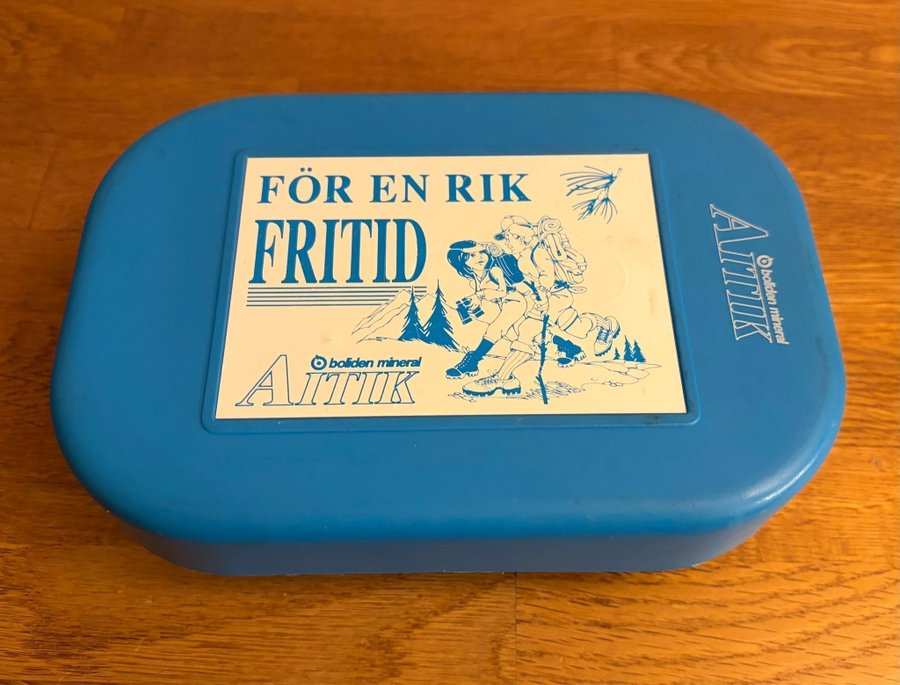 FÖR EN RIK
FRITID
boliden mineral
AITIK
AITIK
boliden mineral